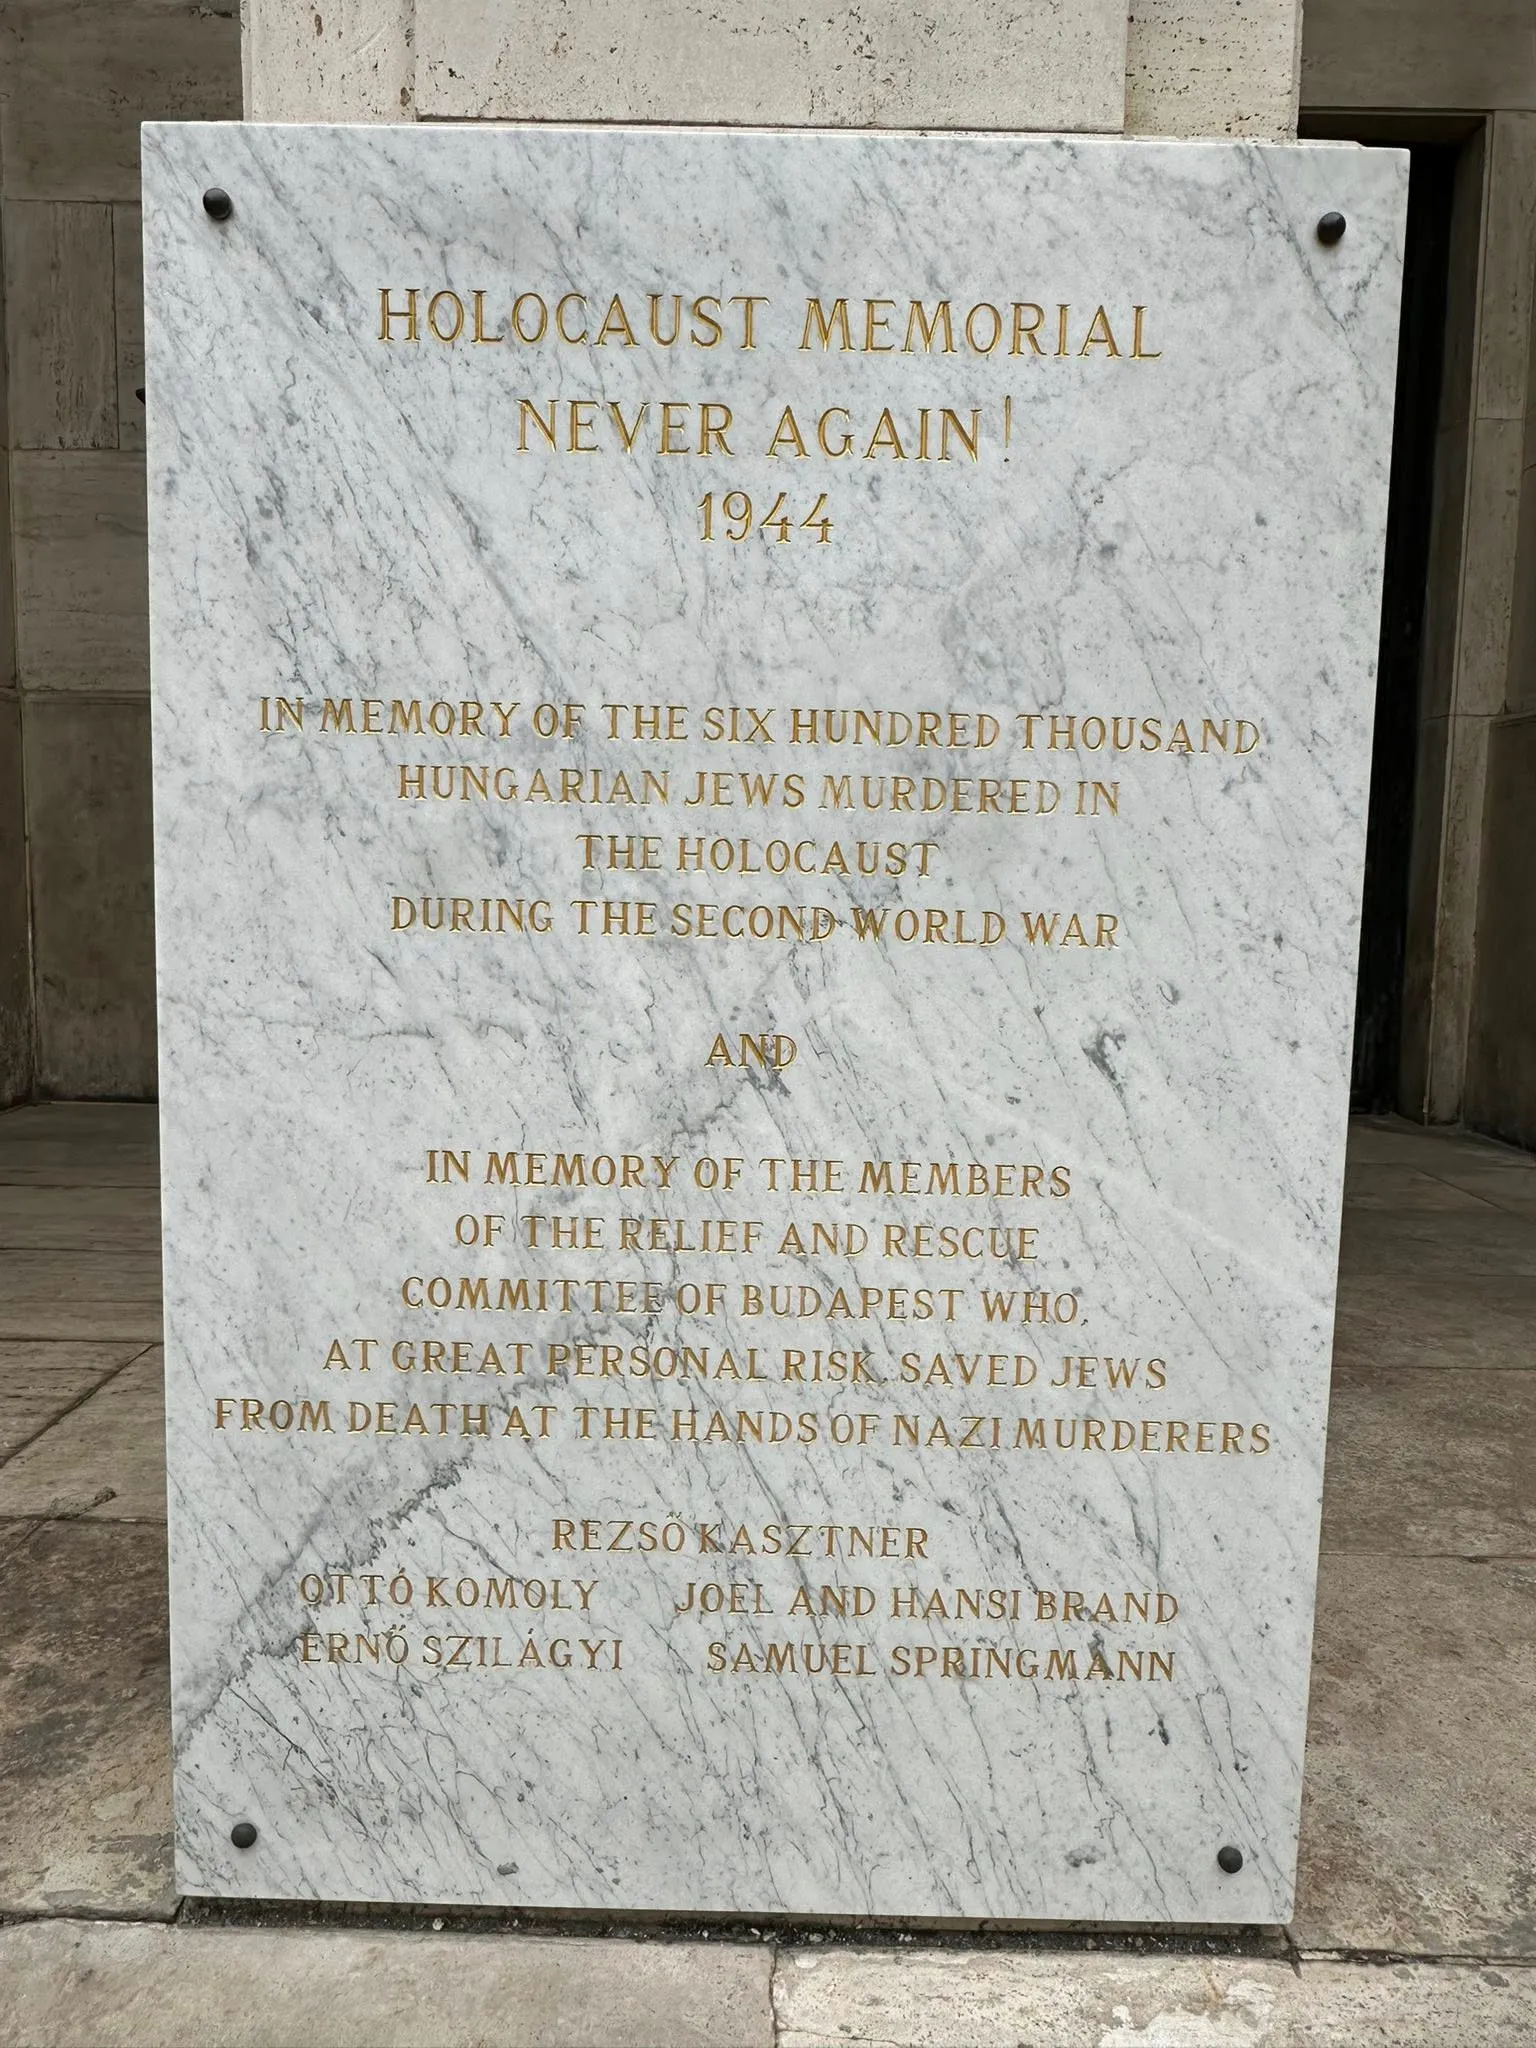 HOLOCAUST MEMORIAL
NEVER AGAIN!
1944
IN MEMORY OF THE SIX HUNDRED THOUSAND
HUNGARIAN JEWS MURDERED IN
THE HOLOCAUST
DURING THE SECOND WORLD WAR
AND
IN MEMORY OF THE MEMBERS
OF THE RELIEF AND RESCUE
COMMITTEE OF BUDAPEST WHO,
AT GREAT PERSONAL RISK, SAVED JEWS
FROM DEATH AT THE HANDS OF NAZI MURDERERS
REZSŐ KASZTNER
OTTÓ KOMOLY JOEL AND HANSI BRAND
ERNŐ SZILÁGYI SAMUEL SPRINGMANN